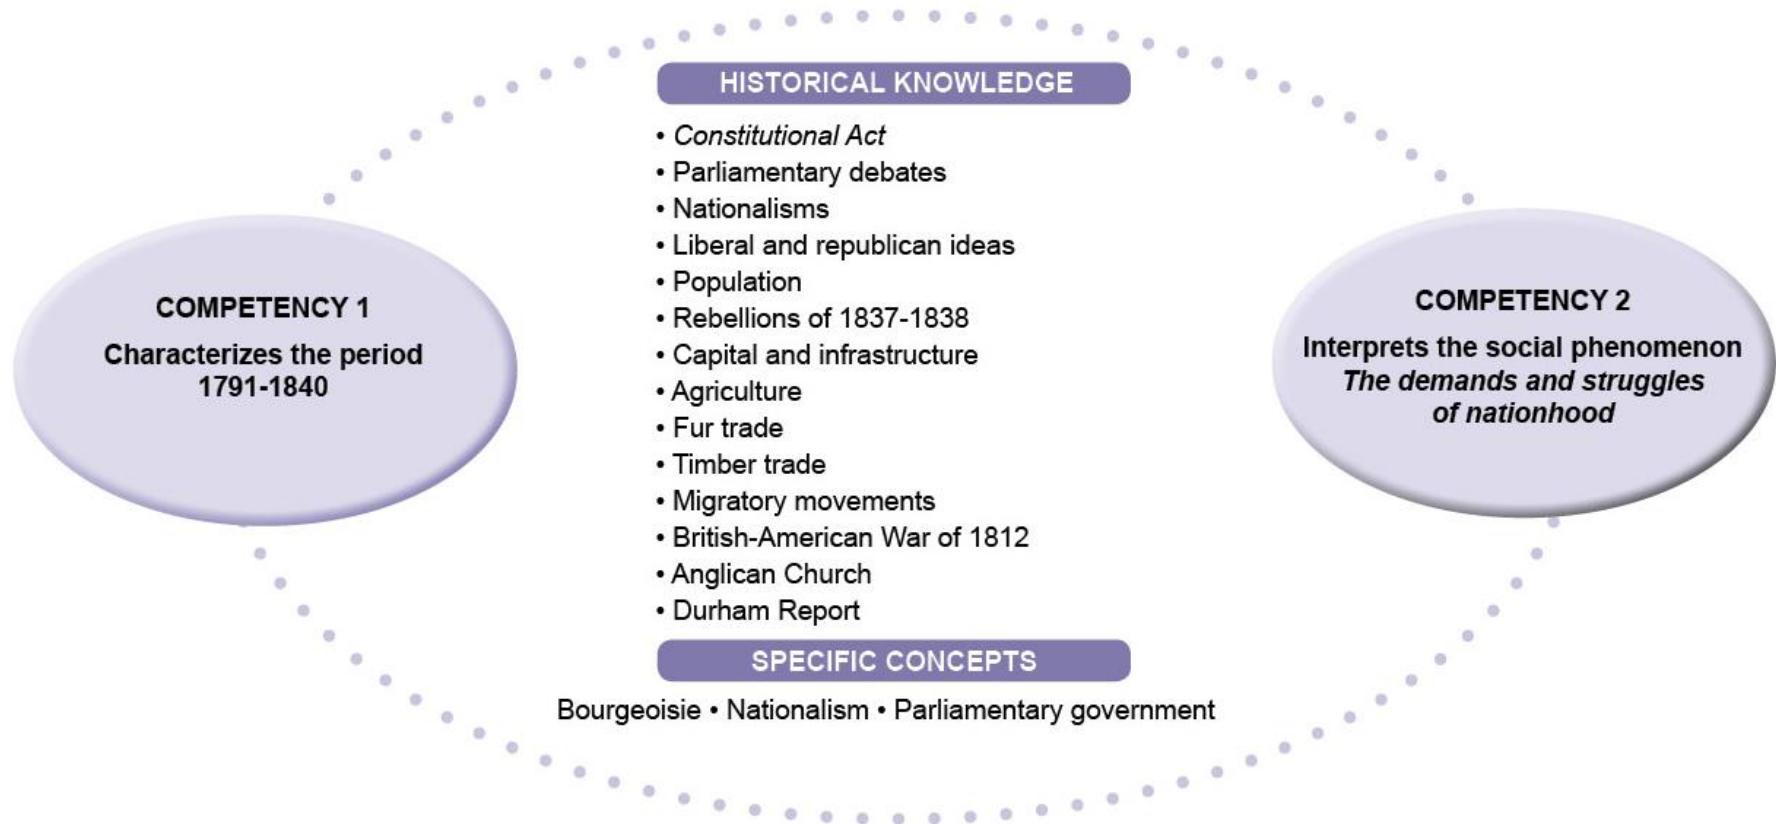 HISTORICAL KNOWLEDGE
• Constitutional Act
• Parliamentary debates
• Nationalisms
• Liberal and republican ideas
• Population
• Rebellions of 1837-1838
• Capital and infrastructure
• Agriculture
• Fur trade
• Timber trade
• Migratory movements
• British-American War of 1812
• Anglican Church
• Durham Report
SPECIFIC CONCEPTS
Bourgeoisie • Nationalism • Parliamentary government
COMPETENCY 1
Characterizes the period
1791-1840
COMPETENCY 2
Interprets the social phenomenon
The demands and struggles
of nationhood